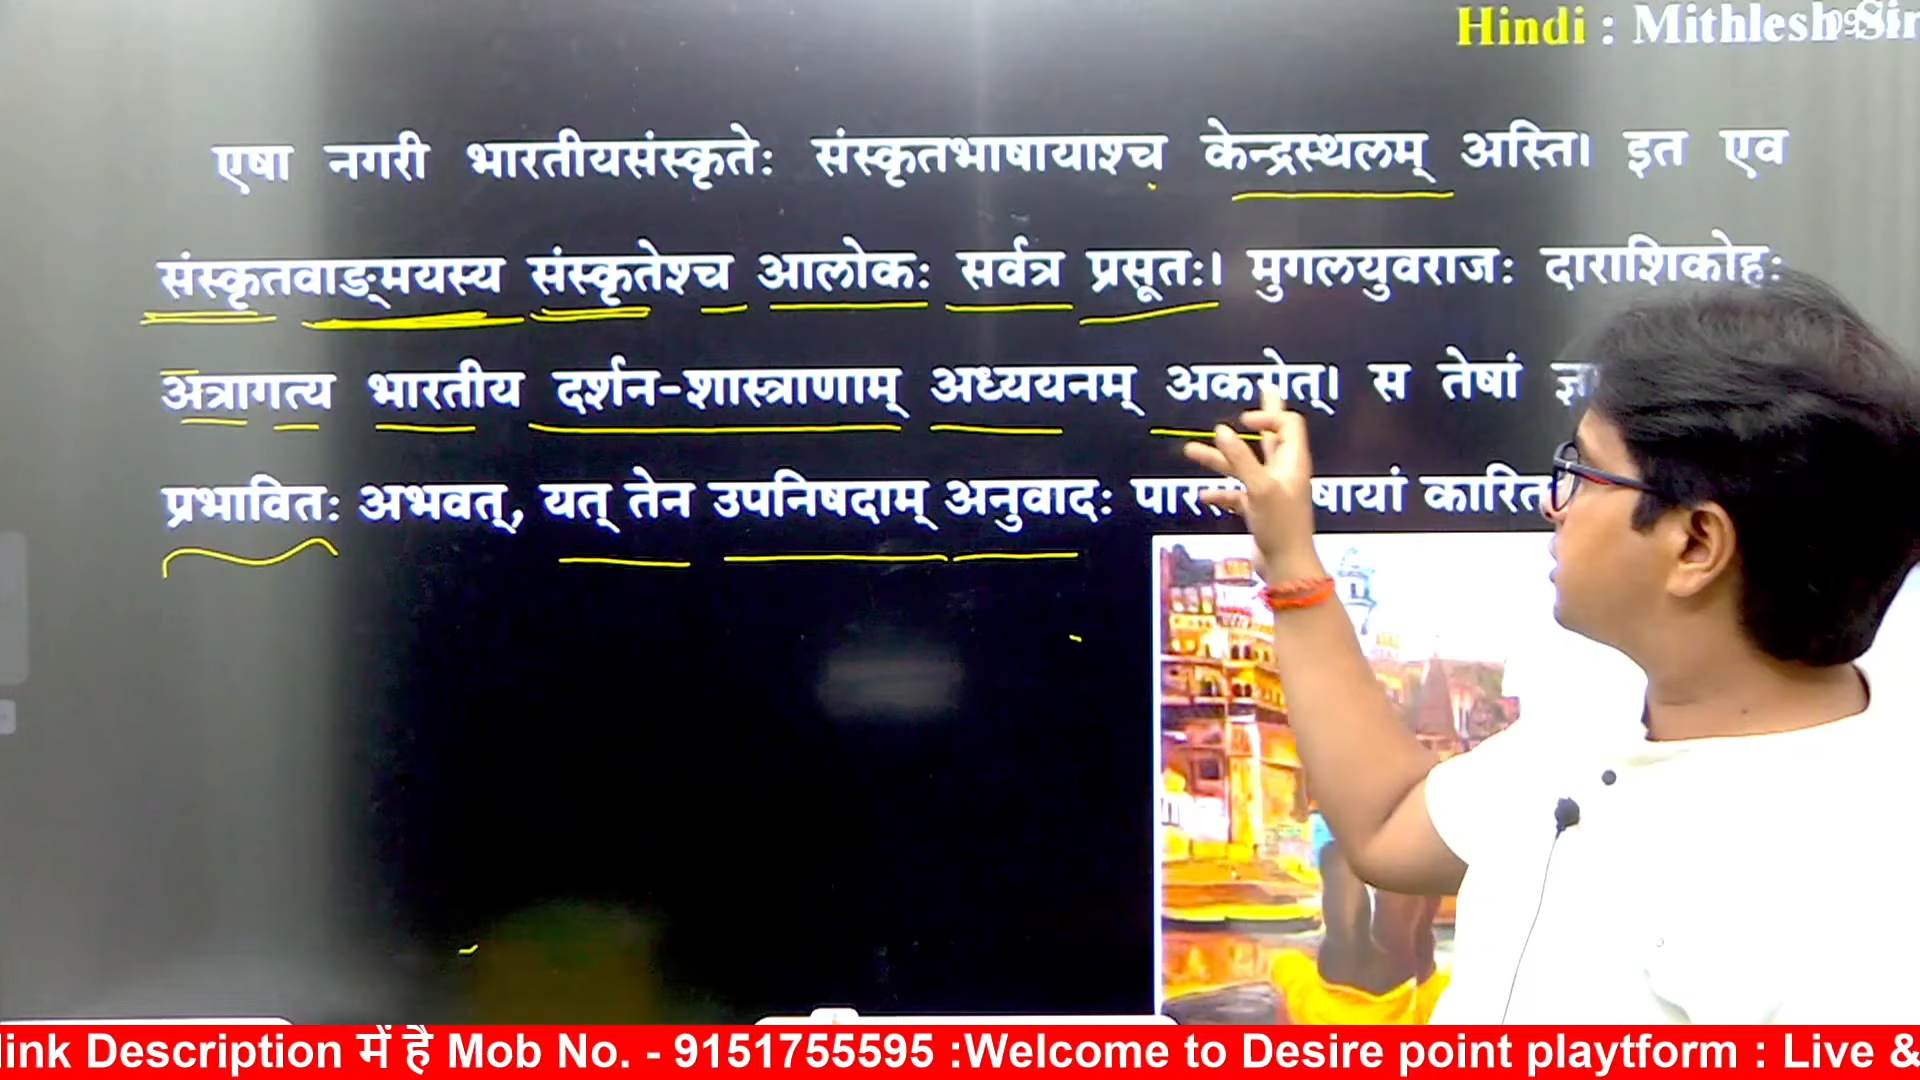 Hindi : Mithlesh Sir
एषा नगरी भारतीयसंस्कृतेः संस्कृतभाषायाश्च केन्द्रस्थलम् अस्ति। इत एव
संस्कृतवाङ्मयस्य संस्कृतेश्च आलोकः सर्वत्र प्रसूतः। मुगलयुवराजः दाराशिकोहः
अत्रागत्य भारतीय दर्शन-शास्त्राणाम् अध्ययनम् अकरोत्। स तेषां
प्रभावितः अभवत्, यत् तेन उपनिषदाम् अनुवादः
link Description में है Mob No. - 9151755595 :Welcome to Desire point playtform : Live &